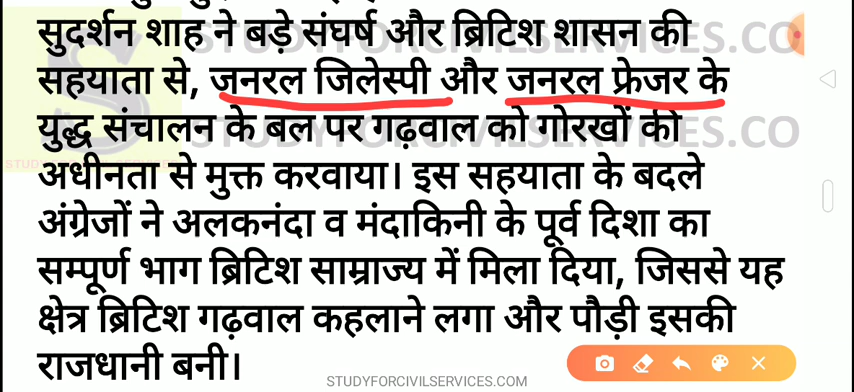 सुदर्शन शाह ने बड़े संघर्ष और ब्रिटिश शासन की
सहयाता से, जनरल जिलेस्पी और जनरल फ्रेजर के
युद्ध संचालन के बल पर गढ़वाल को गोरखों की
अधीनता से मुक्त करवाया। इस सहयाता के बदले
अंग्रेजों ने अलकनंदा व मंदाकिनी के पूर्व दिशा का
सम्पूर्ण भाग ब्रिटिश साम्राज्य में मिला दिया, जिससे यह
क्षेत्र ब्रिटिश गढ़वाल कहलाने लगा और पौड़ी इसकी
राजधानी बनी।
STUDYFORCIVILSERVICES.COM